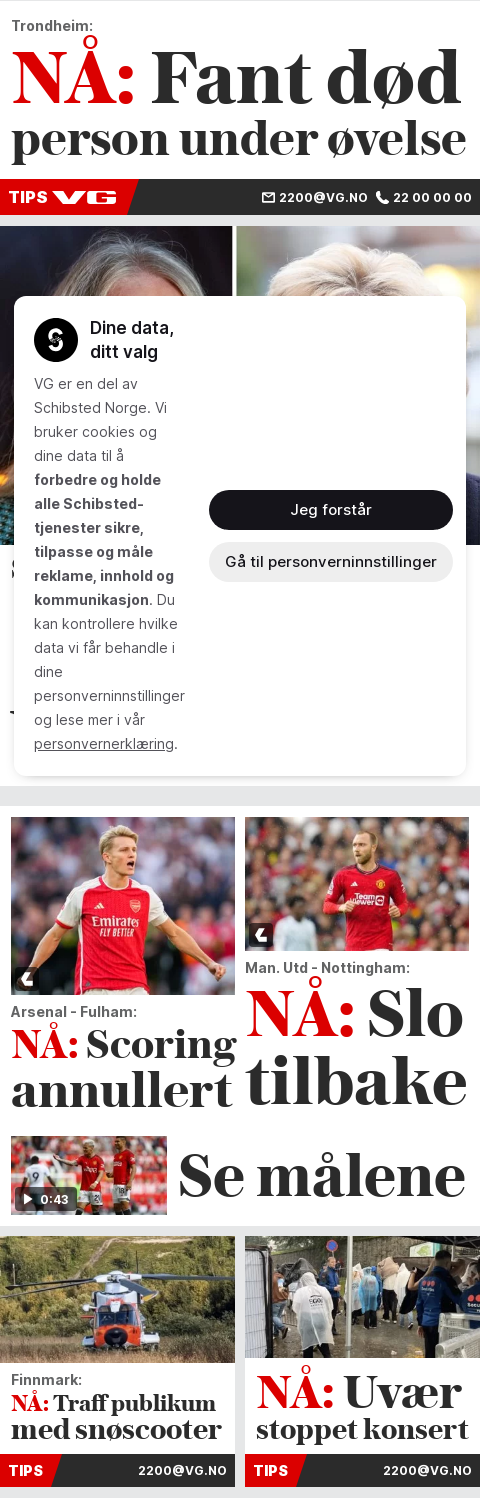 Trondheim:
NÅ: Fant død
person under øvelse
TIPS VG
2200@VG.NO 22 00 00 00
Dine data,
ditt valg
VG er en del av
Schibsted Norge. Vi
bruker cookies og
dine data til å
forbedre og holde
alle Schibsted-
tjenester sikre,
tilpasse og måle
reklame, innhold og
kommunikasjon. Du
kan kontrollere hvilke
data vi får behandle i
dine
personverninnstillinger
og lese mer i vår
personvernerklæring.
Jeg forstår
Gå til personverninnstillinger
Emirates
FLY BETTER
Arsenal - Fulham:
NÅ: Scoring
annullert
TeamViewer
Man. Utd - Nottingham:
NÅ: Slo
tilbake
0:43
Se målene
Finnmark:
NÅ: Traff publikum
med snøscooter
TIPS
2200@VG.NO
NÅ: Uvær
stoppet konsert
TIPS
2200@VG.NO